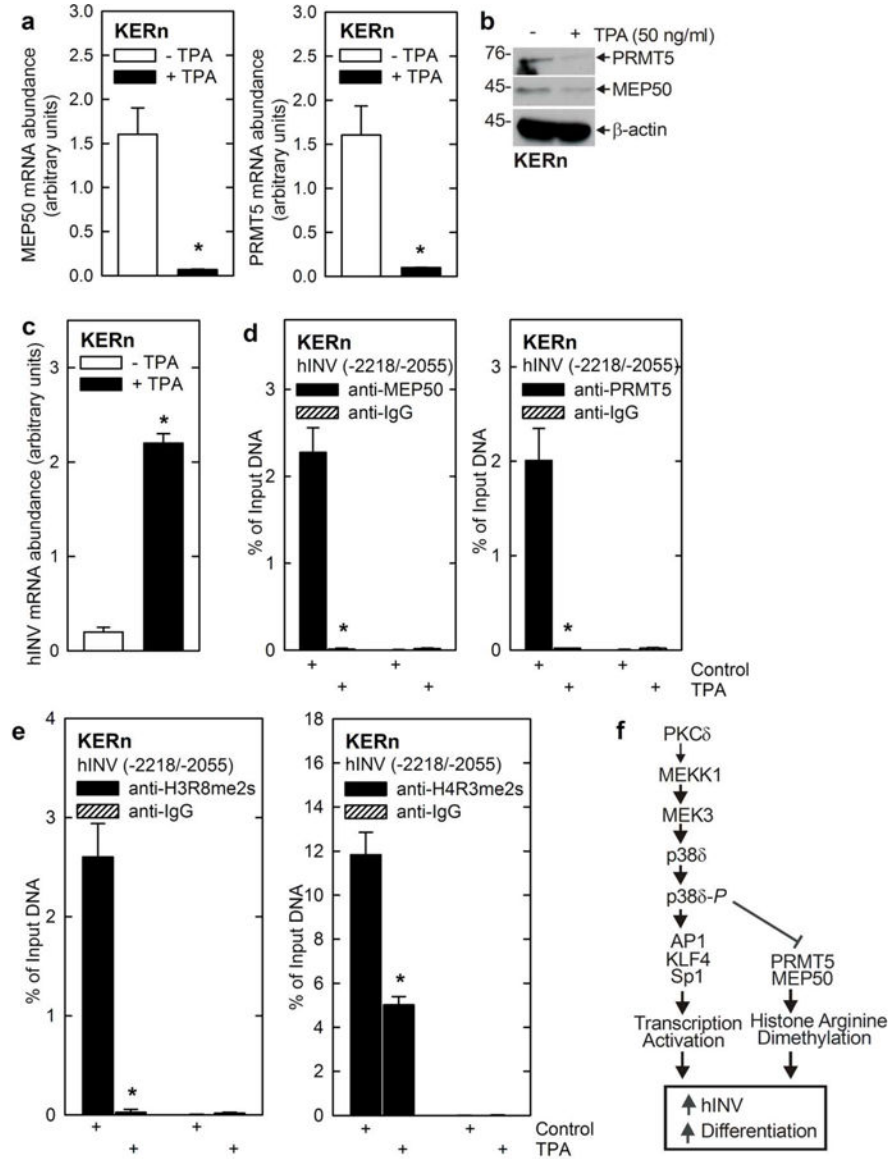 a
KERn
- TPA
+ TPA
3.0
2.5
2.0
1.5
1.0
0.5
0.0
MEP50 mRNA abundance
(arbitrary units)
*
KERn
- TPA
+ TPA
3.0
2.5
2.0
1.5
1.0
0.5
0.0
PRMT5 mRNA abundance
(arbitrary units)
*
b
- + TPA (50 ng/ml)
76-
PRMT5
45-
MEP50
45-
β-actin
KERn
c
KERn
- TPA
+ TPA
3
2
1
0
hINV mRNA abundance (arbitrary units)
*
d
KERn
hINV (-2218/-2055)
anti-MEP50
anti-IgG
3
2
1
0
% of Input DNA
*
+ +
+ +
KERn
hINV (-2218/-2055)
anti-PRMT5
anti-IgG
3
2
1
0
% of Input DNA
*
+ + Control
+ + TPA
e
KERn
hINV (-2218/-2055)
anti-H3R8me2s
anti-IgG
4
3
2
1
0
% of Input DNA
*
+ +
+ +
KERn
hINV (-2218/-2055)
anti-H4R3me2s
anti-IgG
18
16
14
12
10
8
6
4
2
0
% of Input DNA
*
+ + Control
+ + TPA
f
PKCδ
MEKK1
MEK3
p38δ
p38δ-P
AP1
KLF4
Sp1
Transcription
Activation
PRMT5
MEP50
Histone Arginine
Dimethylation
hINV
Differentiation